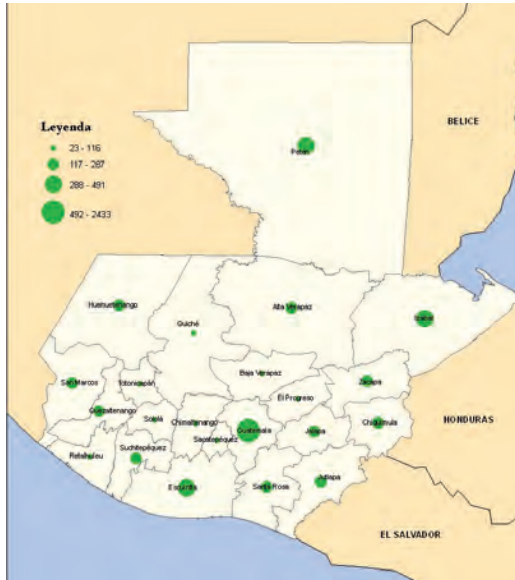 BELICE
Leyenda
23 - 116
117 - 287
288 - 491
492 - 2433
Petén
Huehuetenango
Alta Verapaz
Izabal
Quiché
Baja Verapaz
Zacapa
San Marcos
Totonicapán
El Progreso
Quezaltenango
Sololá
Chimaltenango
Guatemala
Chiquimula
HONDURAS
Jalapa
Sacatepéquez
Retalhuleu
Suchitepéquez
Escuintla
Santa Rosa
Jutiapa
EL SALVADOR